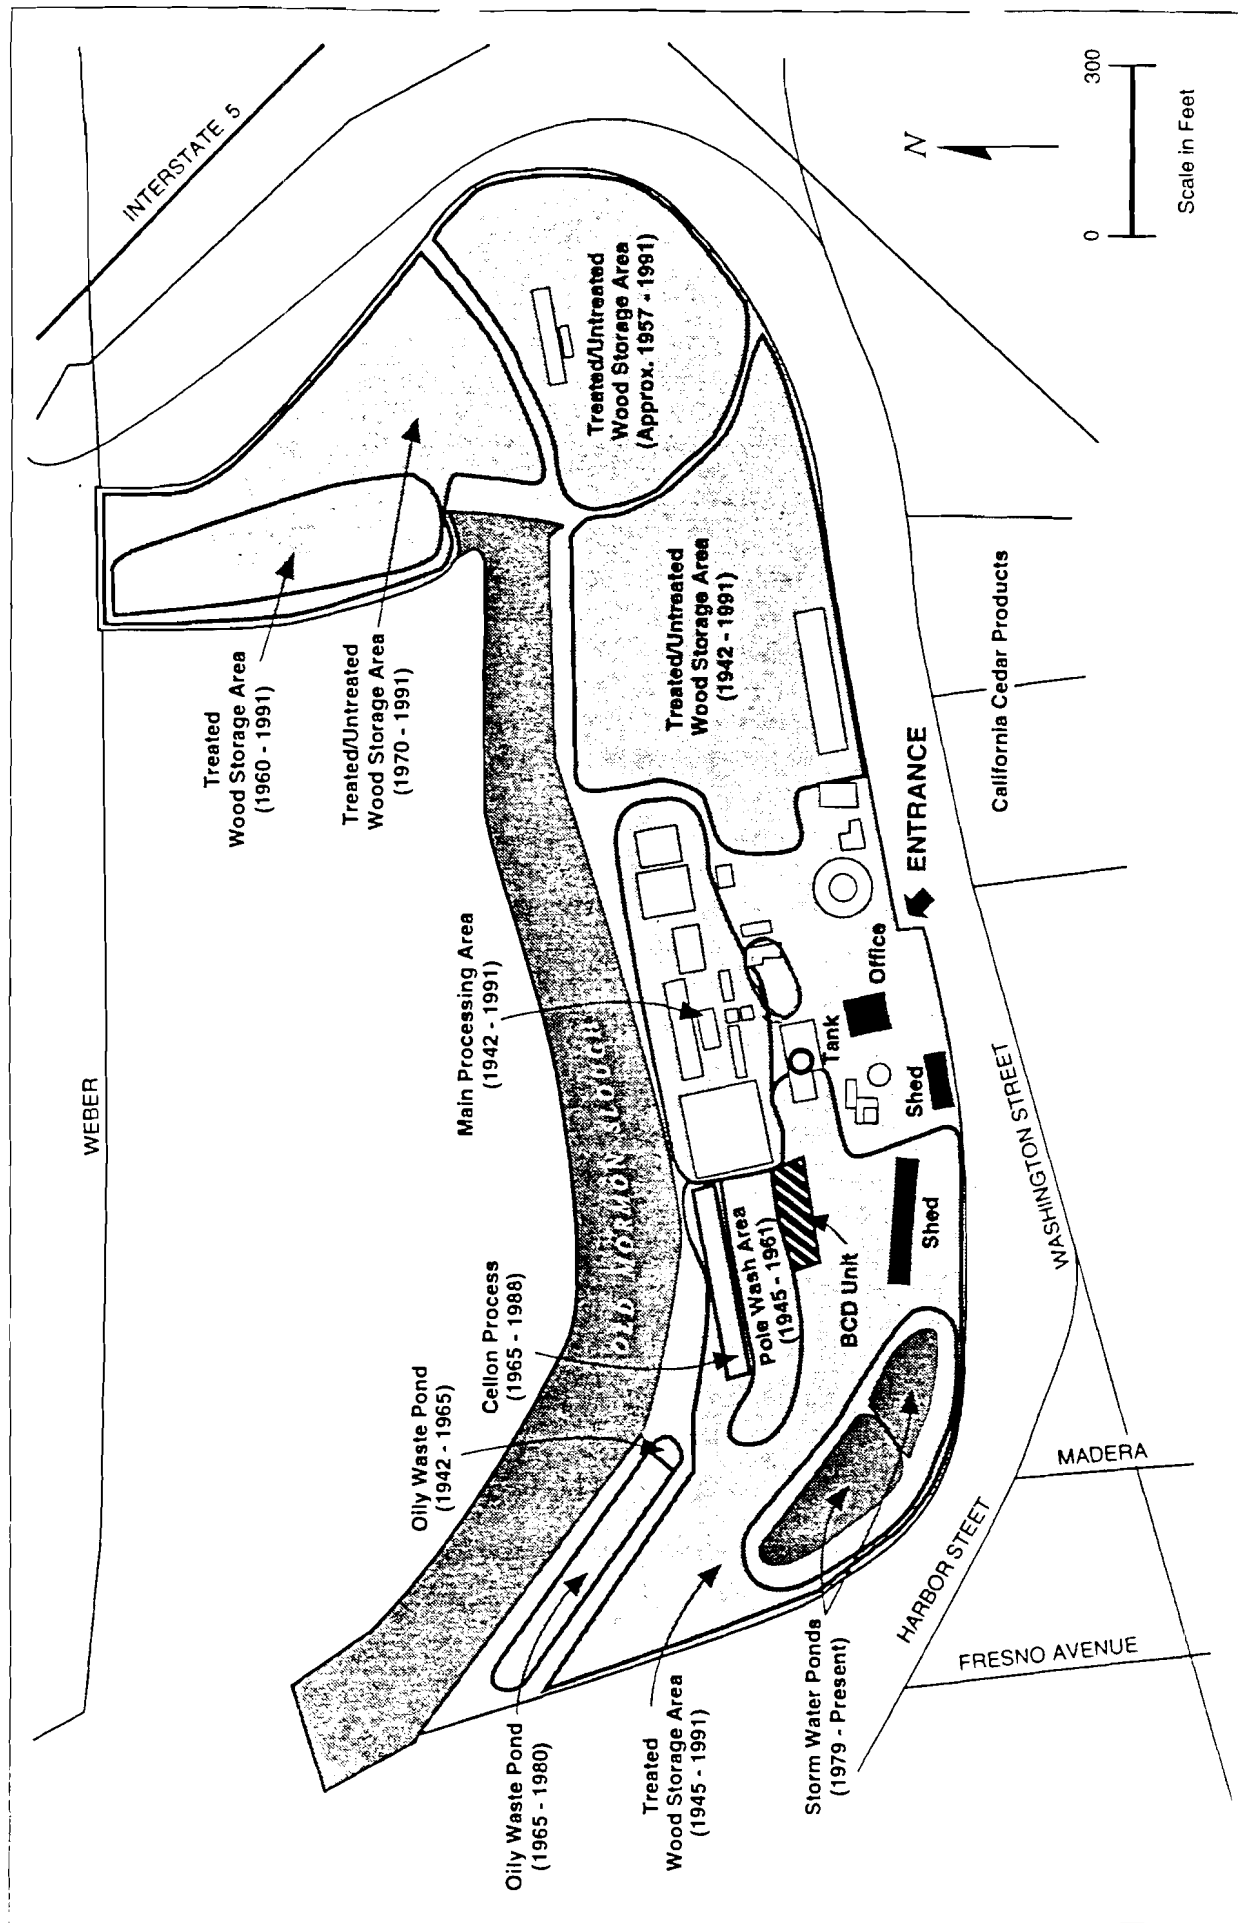 INTERSTATE 5
WEBER
Treated
Wood Storage Area
(1960 - 1991)
Treated/Untreated
Wood Storage Area
(1970 - 1991)
Treated/Untreated
Wood Storage Area
(Approx. 1957 - 1991)
Treated/Untreated
Wood Storage Area
(1942 - 1991)
Main Processing Area
(1942 - 1991)
OLD MORMON SLOUGH
Cellon Process
(1965 - 1988)
Oily Waste Pond
(1942 - 1965)
Oily Waste Pond
(1965 - 1980)
Treated
Wood Storage Area
(1945 - 1991)
Storm Water Ponds
(1979 - Present)
Pole Wash Area
(1945 - 1961)
BCD Unit
Shed
Shed
Tank
Office
ENTRANCE
California Cedar Products
WASHINGTON STREET
HARBOR STEET
MADERA
FRESNO AVENUE
N
0
300
Scale in Feet